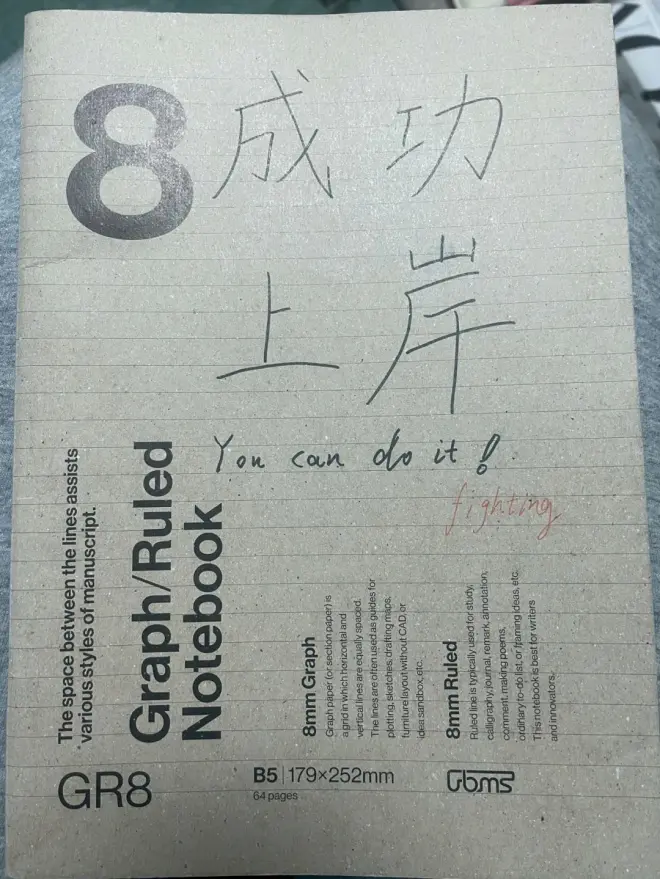 8
成功
上岸
You can do it!
fighting
The space between the lines assists
various styles of manuscript.
Graph/Ruled
Notebook
8mm Graph
Graph paper (or section paper) is
a grid in which horizontal and
vertical lines are equally spaced.
The lines are often used as guides for
plotting, sketches, drafting maps,
furniture layout without CAD, or
idea sandbox, etc.
8mm Ruled
Ruled line is typically used for study,
calligraphy, journal, remark, annotation,
comment, making poems,
ordinary to-do list, or framing ideas, etc.
This notebook is best for writers
and innovators.
GR8
B5 | 179×252mm
64 pages